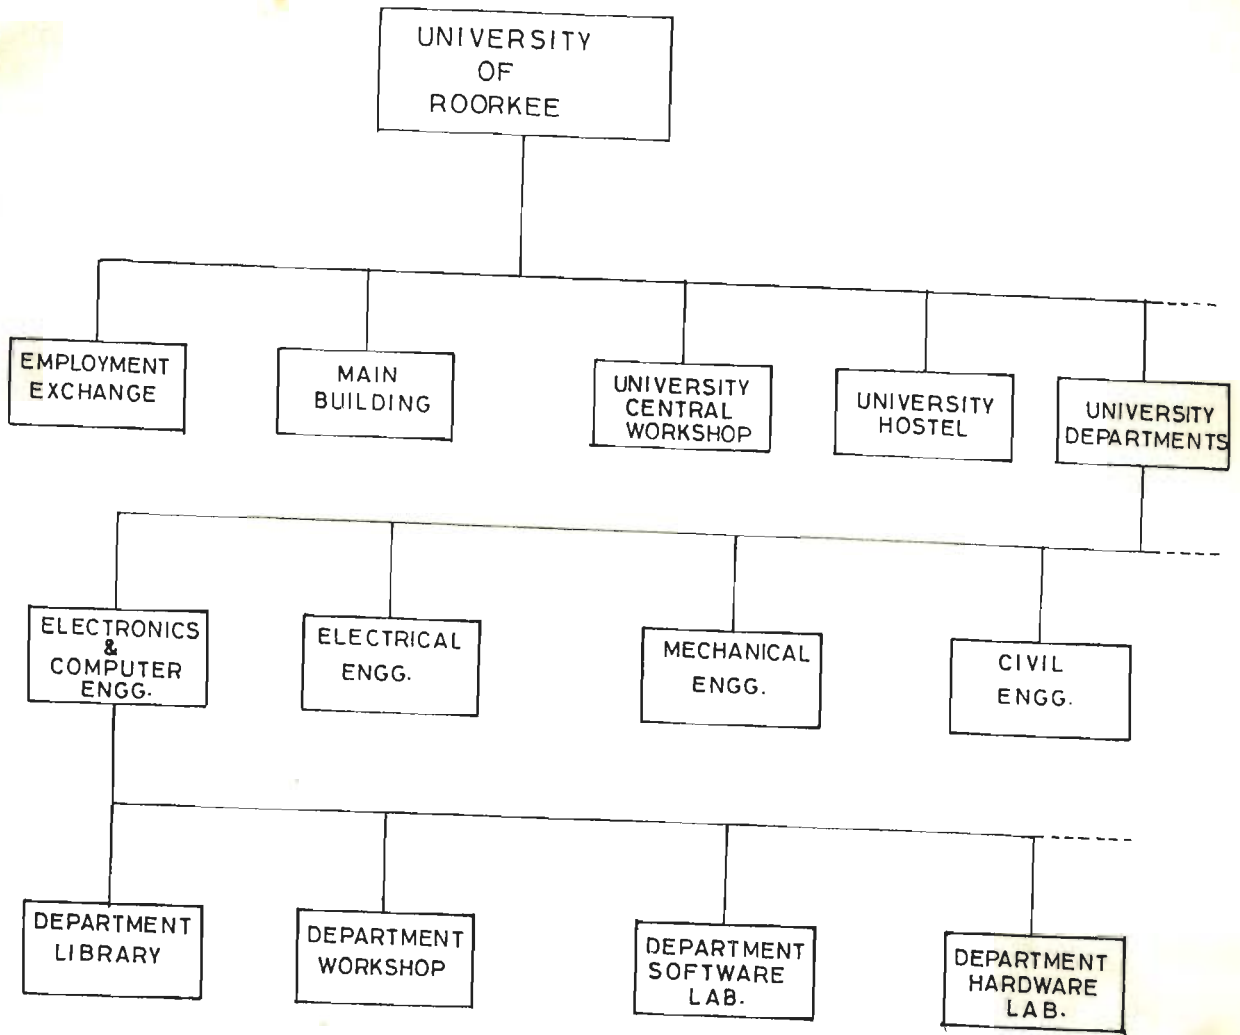 UNIVERSITY
OF
ROORKEE
EMPLOYMENT
EXCHANGE
MAIN
BUILDING
UNIVERSITY
CENTRAL
WORKSHOP
UNIVERSITY
HOSTEL
UNIVERSITY
DEPARTMENTS
ELECTRONICS
&
COMPUTER
ENGG.
ELECTRICAL
ENGG.
MECHANICAL
ENGG.
CIVIL
ENGG.
DEPARTMENT
LIBRARY
DEPARTMENT
WORKSHOP
DEPARTMENT
SOFTWARE
LAB.
DEPARTMENT
HARDWARE
LAB.